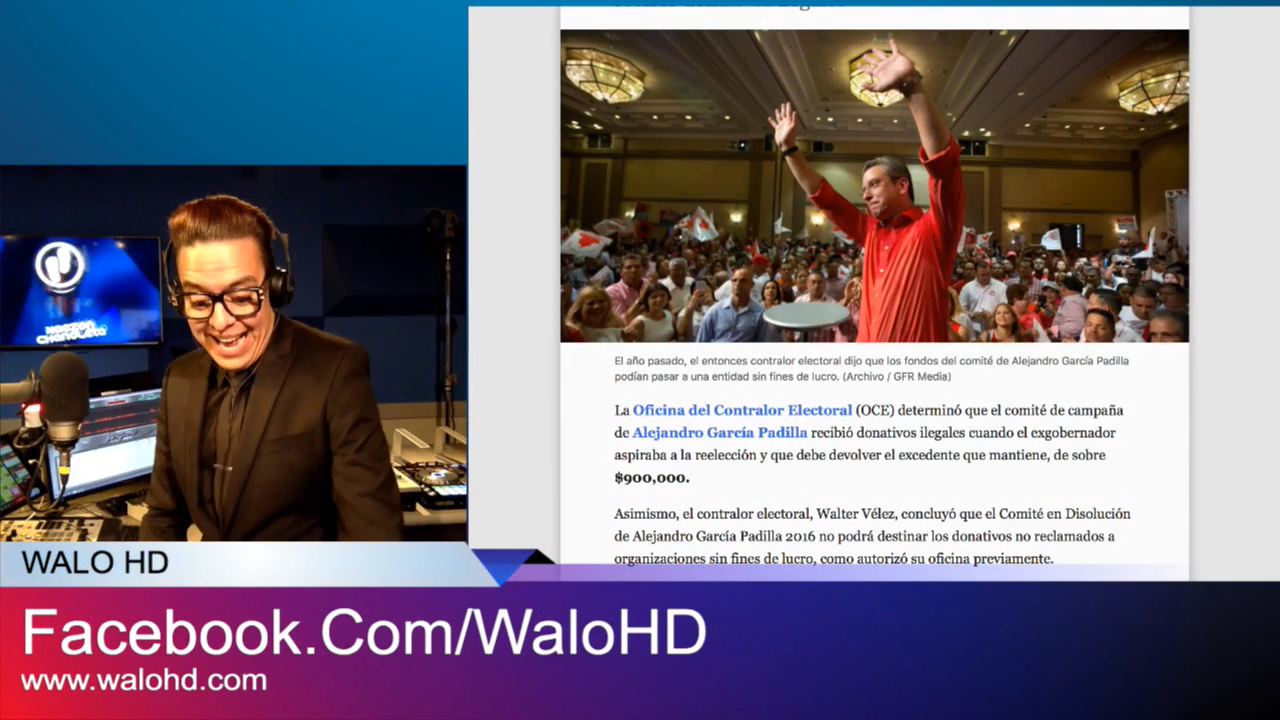 El año pasado, el entonces contralor electoral dijo que los fondos del comité de Alejandro García Padilla
podían pasar a una entidad sin fines de lucro. (Archivo / GFR Media)
La Oficina del Contralor Electoral (OCE) determinó que el comité de campaña
de Alejandro García Padilla recibió donativos ilegales cuando el exgobernador
aspiraba a la reelección y que debe devolver el excedente que mantiene, de sobre
$900,000.
Asimismo, el contralor electoral, Walter Vélez, concluyó que el Comité en Disolución
de Alejandro García Padilla 2016 no podrá destinar los donativos no reclamados a
organizaciones sin fines de lucro, como autorizó su oficina previamente.
WALO HD
Facebook.Com/WaloHD
www.walohd.com